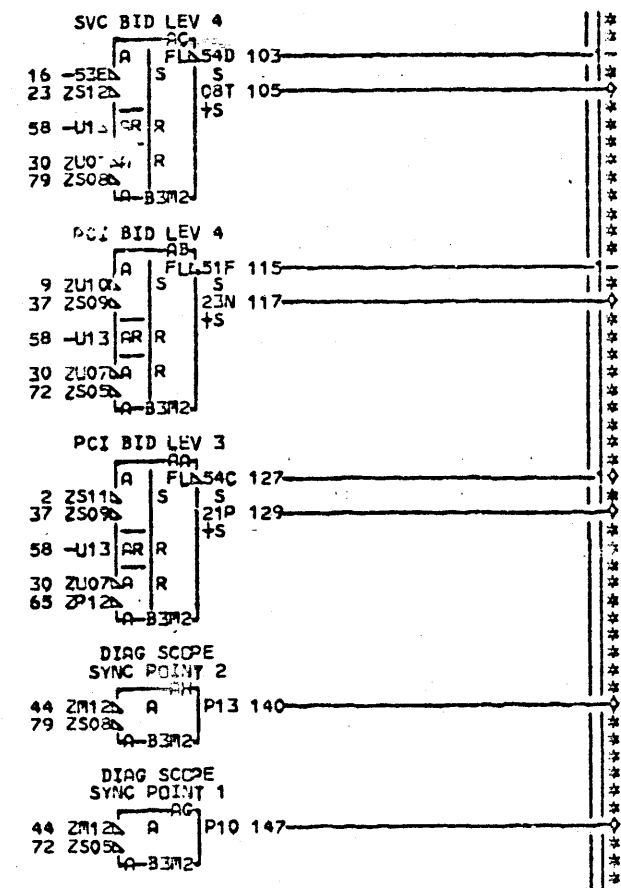 SVC BID LEV 4
AC
A FL 54D 103
16 -53E S S
23 ZS12 C8T 105
+S
58 -U1 AR R
30 ZU0 R
79 ZS08
A B3M2
BID LEV 4
AB
A FL 51F 115
9 ZU10 S S
37 ZS09 23N 117
+S
58 -U13 AR R
30 ZU07 A R
72 ZS05
A B3M2
PCI BID LEV 3
AA
A FL 54C 127
2 ZS11 S S
37 ZS09 21P 129
+S
58 -U13 AR R
30 ZU07 A R
65 ZP12
A B3M2
DIAG SCOPE
SYNC POINT 2
AH
44 ZM12 A P13 140
79 ZS08
A B3M2
DIAG SCOPE
SYNC POINT 1
AG
44 ZM12 A P10 147
72 ZS05
A B3M2